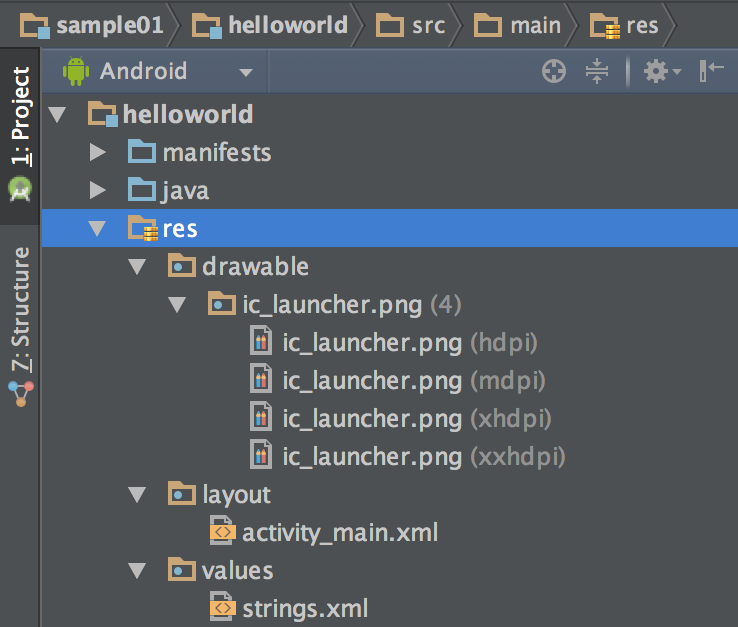 sample01 helloworld src main res
1: Project
Android
helloworld
manifests
java
res
drawable
ic_launcher.png (4)
ic_launcher.png (hdpi)
ic_launcher.png (mdpi)
ic_launcher.png (xhdpi)
ic_launcher.png (xxhdpi)
layout
activity_main.xml
values
strings.xml
7: Structure